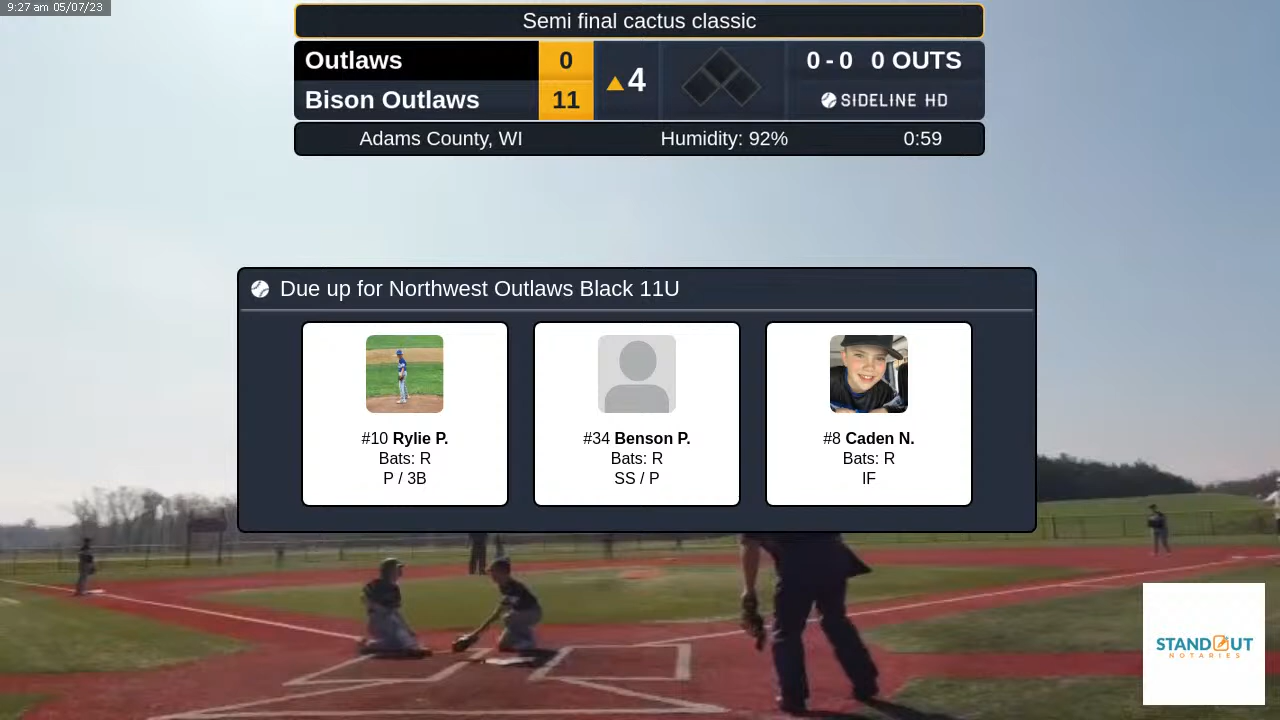 9:27 am 05/07/23
Semi final cactus classic
Outlaws 0
▲4
0 - 0 0 OUTS
Bison Outlaws 11
SIDELINE HD
Adams County, WI Humidity: 92% 0:59
Due up for Northwest Outlaws Black 11U
#10 Rylie P.
Bats: R
P / 3B
#34 Benson P.
Bats: R
SS / P
#8 Caden N.
Bats: R
IF
STANDOUT
NOTARIES